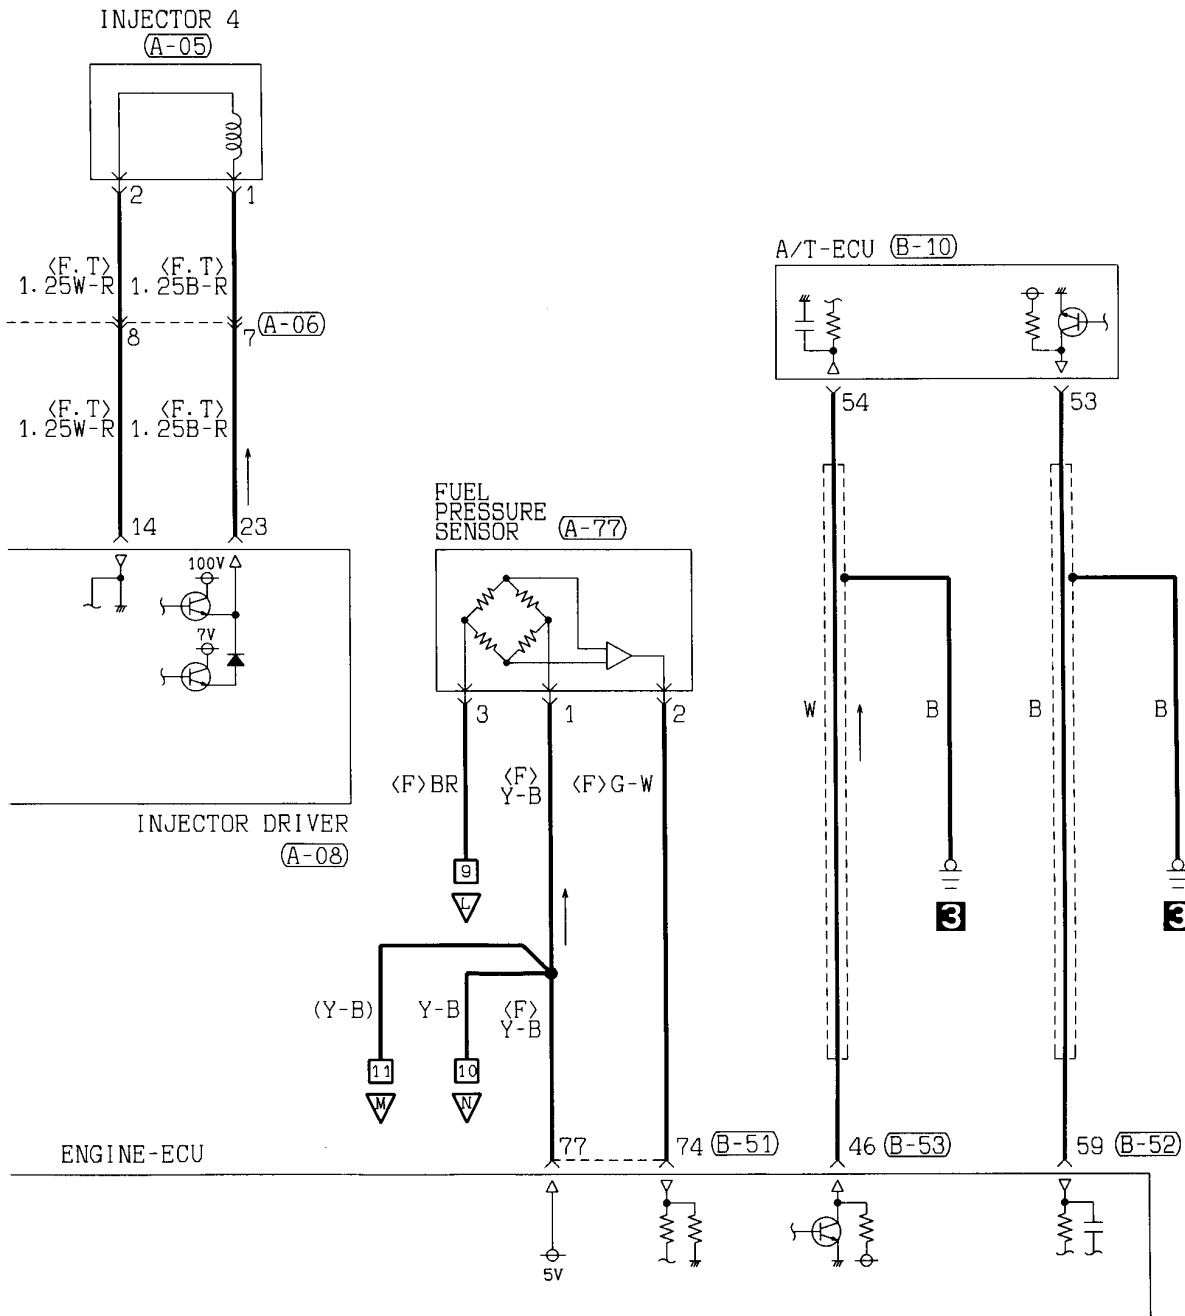 INJECTOR 4
(A-05)
2 1
<F.T> <F.T>
1.25W-R 1.25B-R
8 7 (A-06)
<F.T> <F.T>
1.25W-R 1.25B-R
14 23
100V
7V
INJECTOR DRIVER
(A-08)
A/T-ECU (B-10)
54 53
FUEL
PRESSURE
SENSOR (A-77)
3 1 2
<F>BR <F> <F>G-W
Y-B
W B B B
9
L
3 3
(Y-B) Y-B <F>
Y-B
11 10
M N
ENGINE-ECU
77 74 (B-51) 46 (B-53) 59 (B-52)
5V